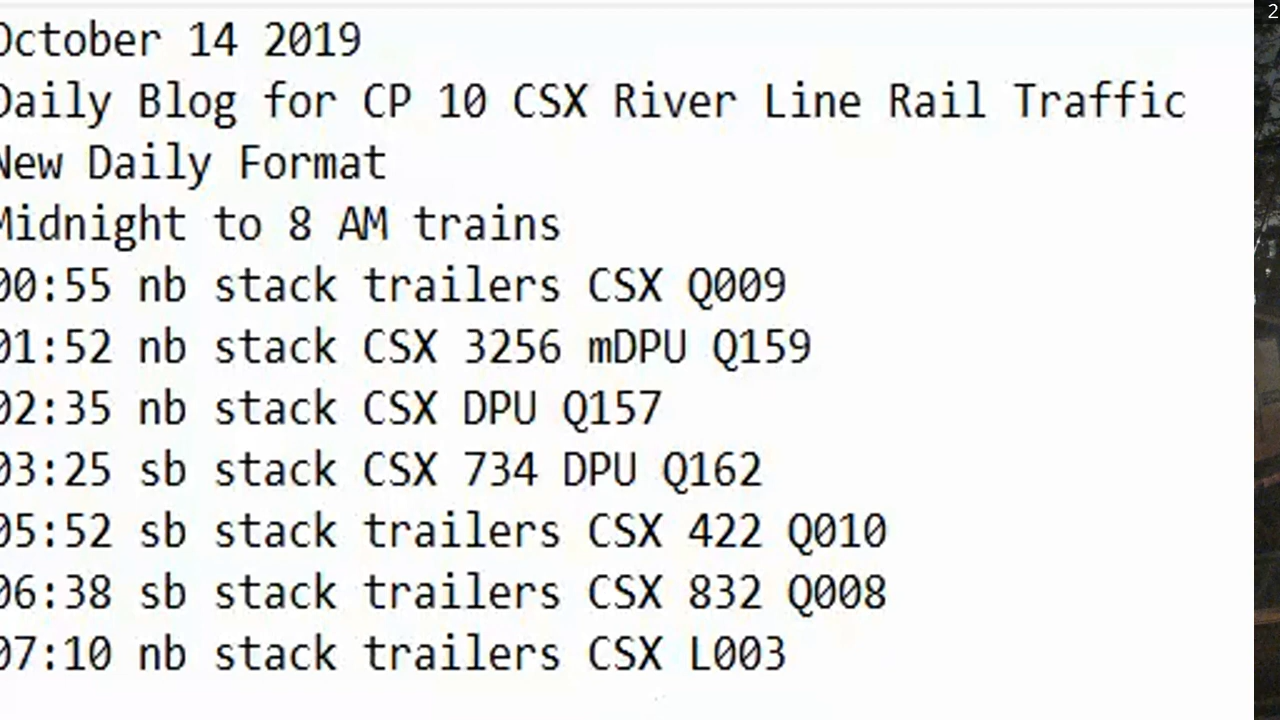 October 14 2019
Daily Blog for CP 10 CSX River Line Rail Traffic
New Daily Format
Midnight to 8 AM trains
00:55 nb stack trailers CSX Q009
01:52 nb stack CSX 3256 mDPU Q159
02:35 nb stack CSX DPU Q157
03:25 sb stack CSX 734 DPU Q162
05:52 sb stack trailers CSX 422 Q010
06:38 sb stack trailers CSX 832 Q008
07:10 nb stack trailers CSX L003
2